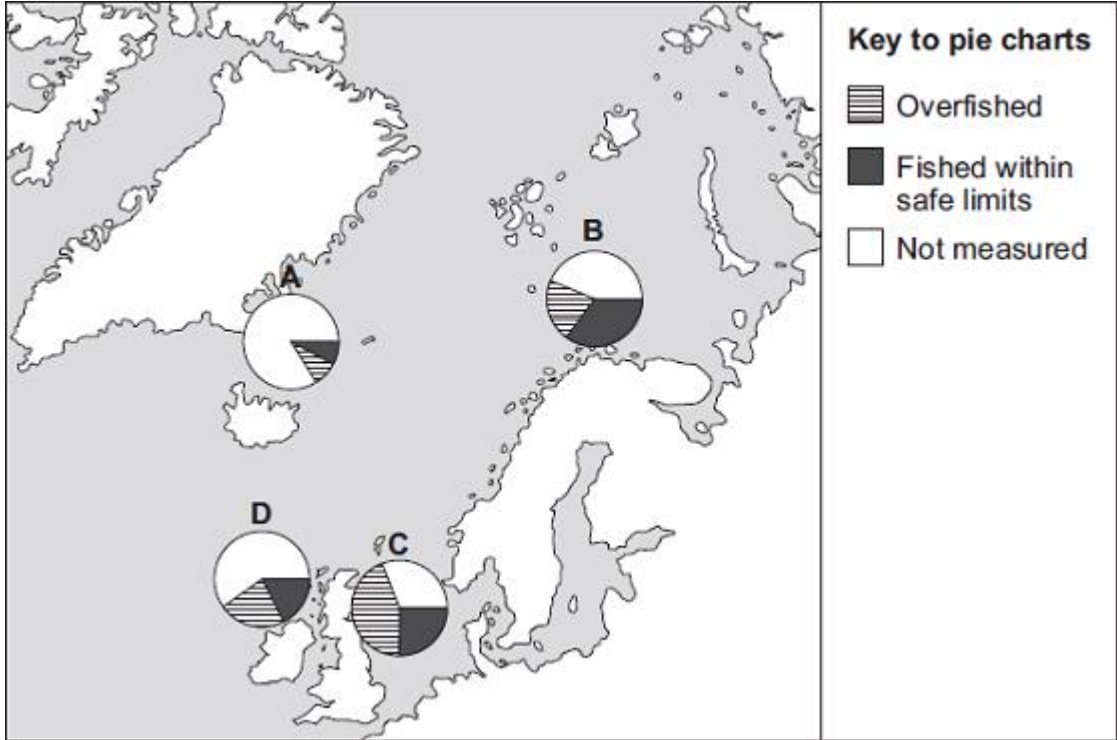 Key to pie charts
Overfished
Fished within
safe limits
Not measured
B
A
D
C